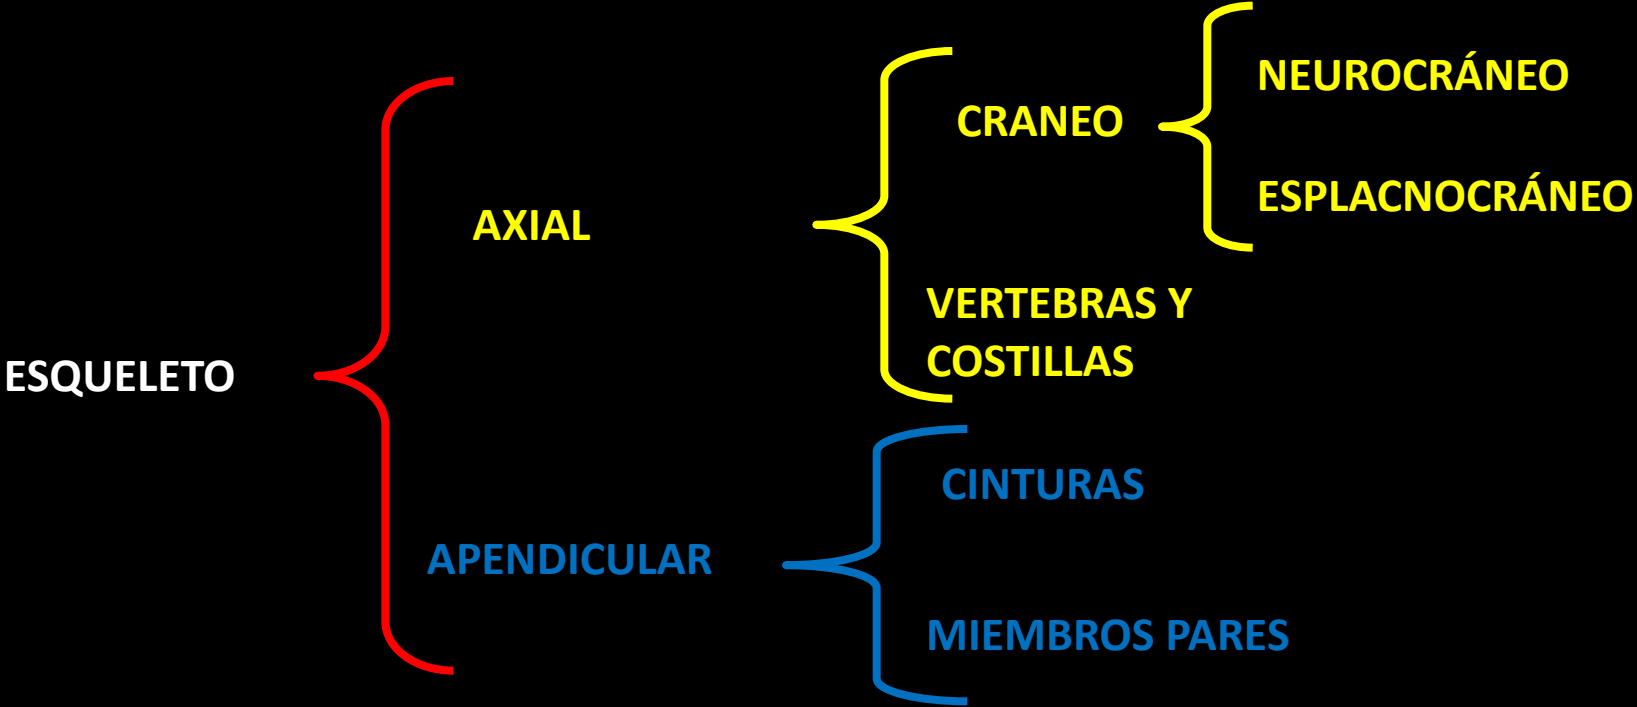 ESQUELETO
AXIAL
CRANEO
NEUROCRÁNEO
ESPLACNOCRÁNEO
VERTEBRAS Y
COSTILLAS
APENDICULAR
CINTURAS
MIEMBROS PARES